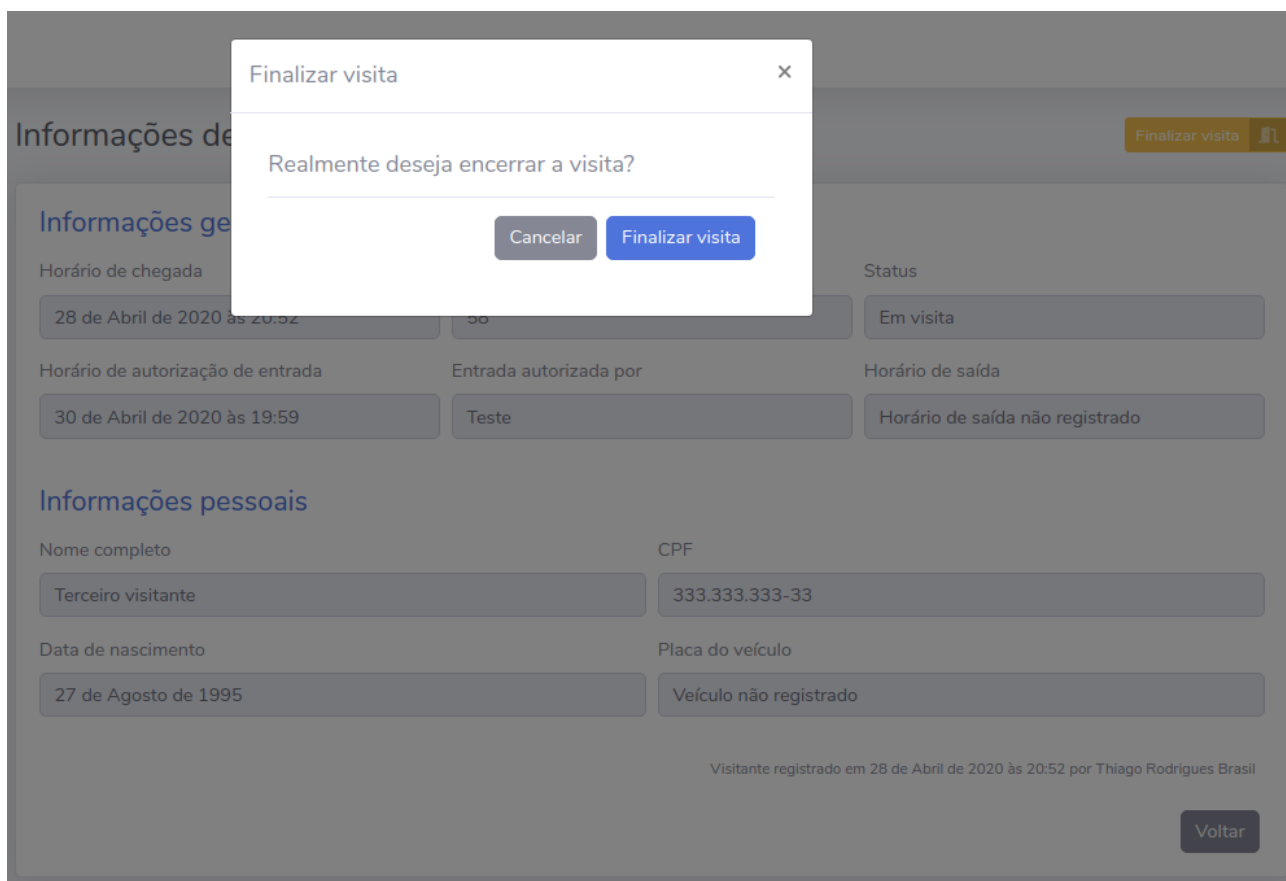 Finalizar visita ×
Informações de
Finalizar visita
Realmente deseja encerrar a visita?
Cancelar Finalizar visita
Informações ge
Horário de chegada Status
28 de Abril de 2020 às 20:52 58 Em visita
Horário de autorização de entrada Entrada autorizada por Horário de saída
30 de Abril de 2020 às 19:59 Teste Horário de saída não registrado
Informações pessoais
Nome completo CPF
Terceiro visitante 333.333.333-33
Data de nascimento Placa do veículo
27 de Agosto de 1995 Veículo não registrado
Visitante registrado em 28 de Abril de 2020 às 20:52 por Thiago Rodrigues Brasil
Voltar